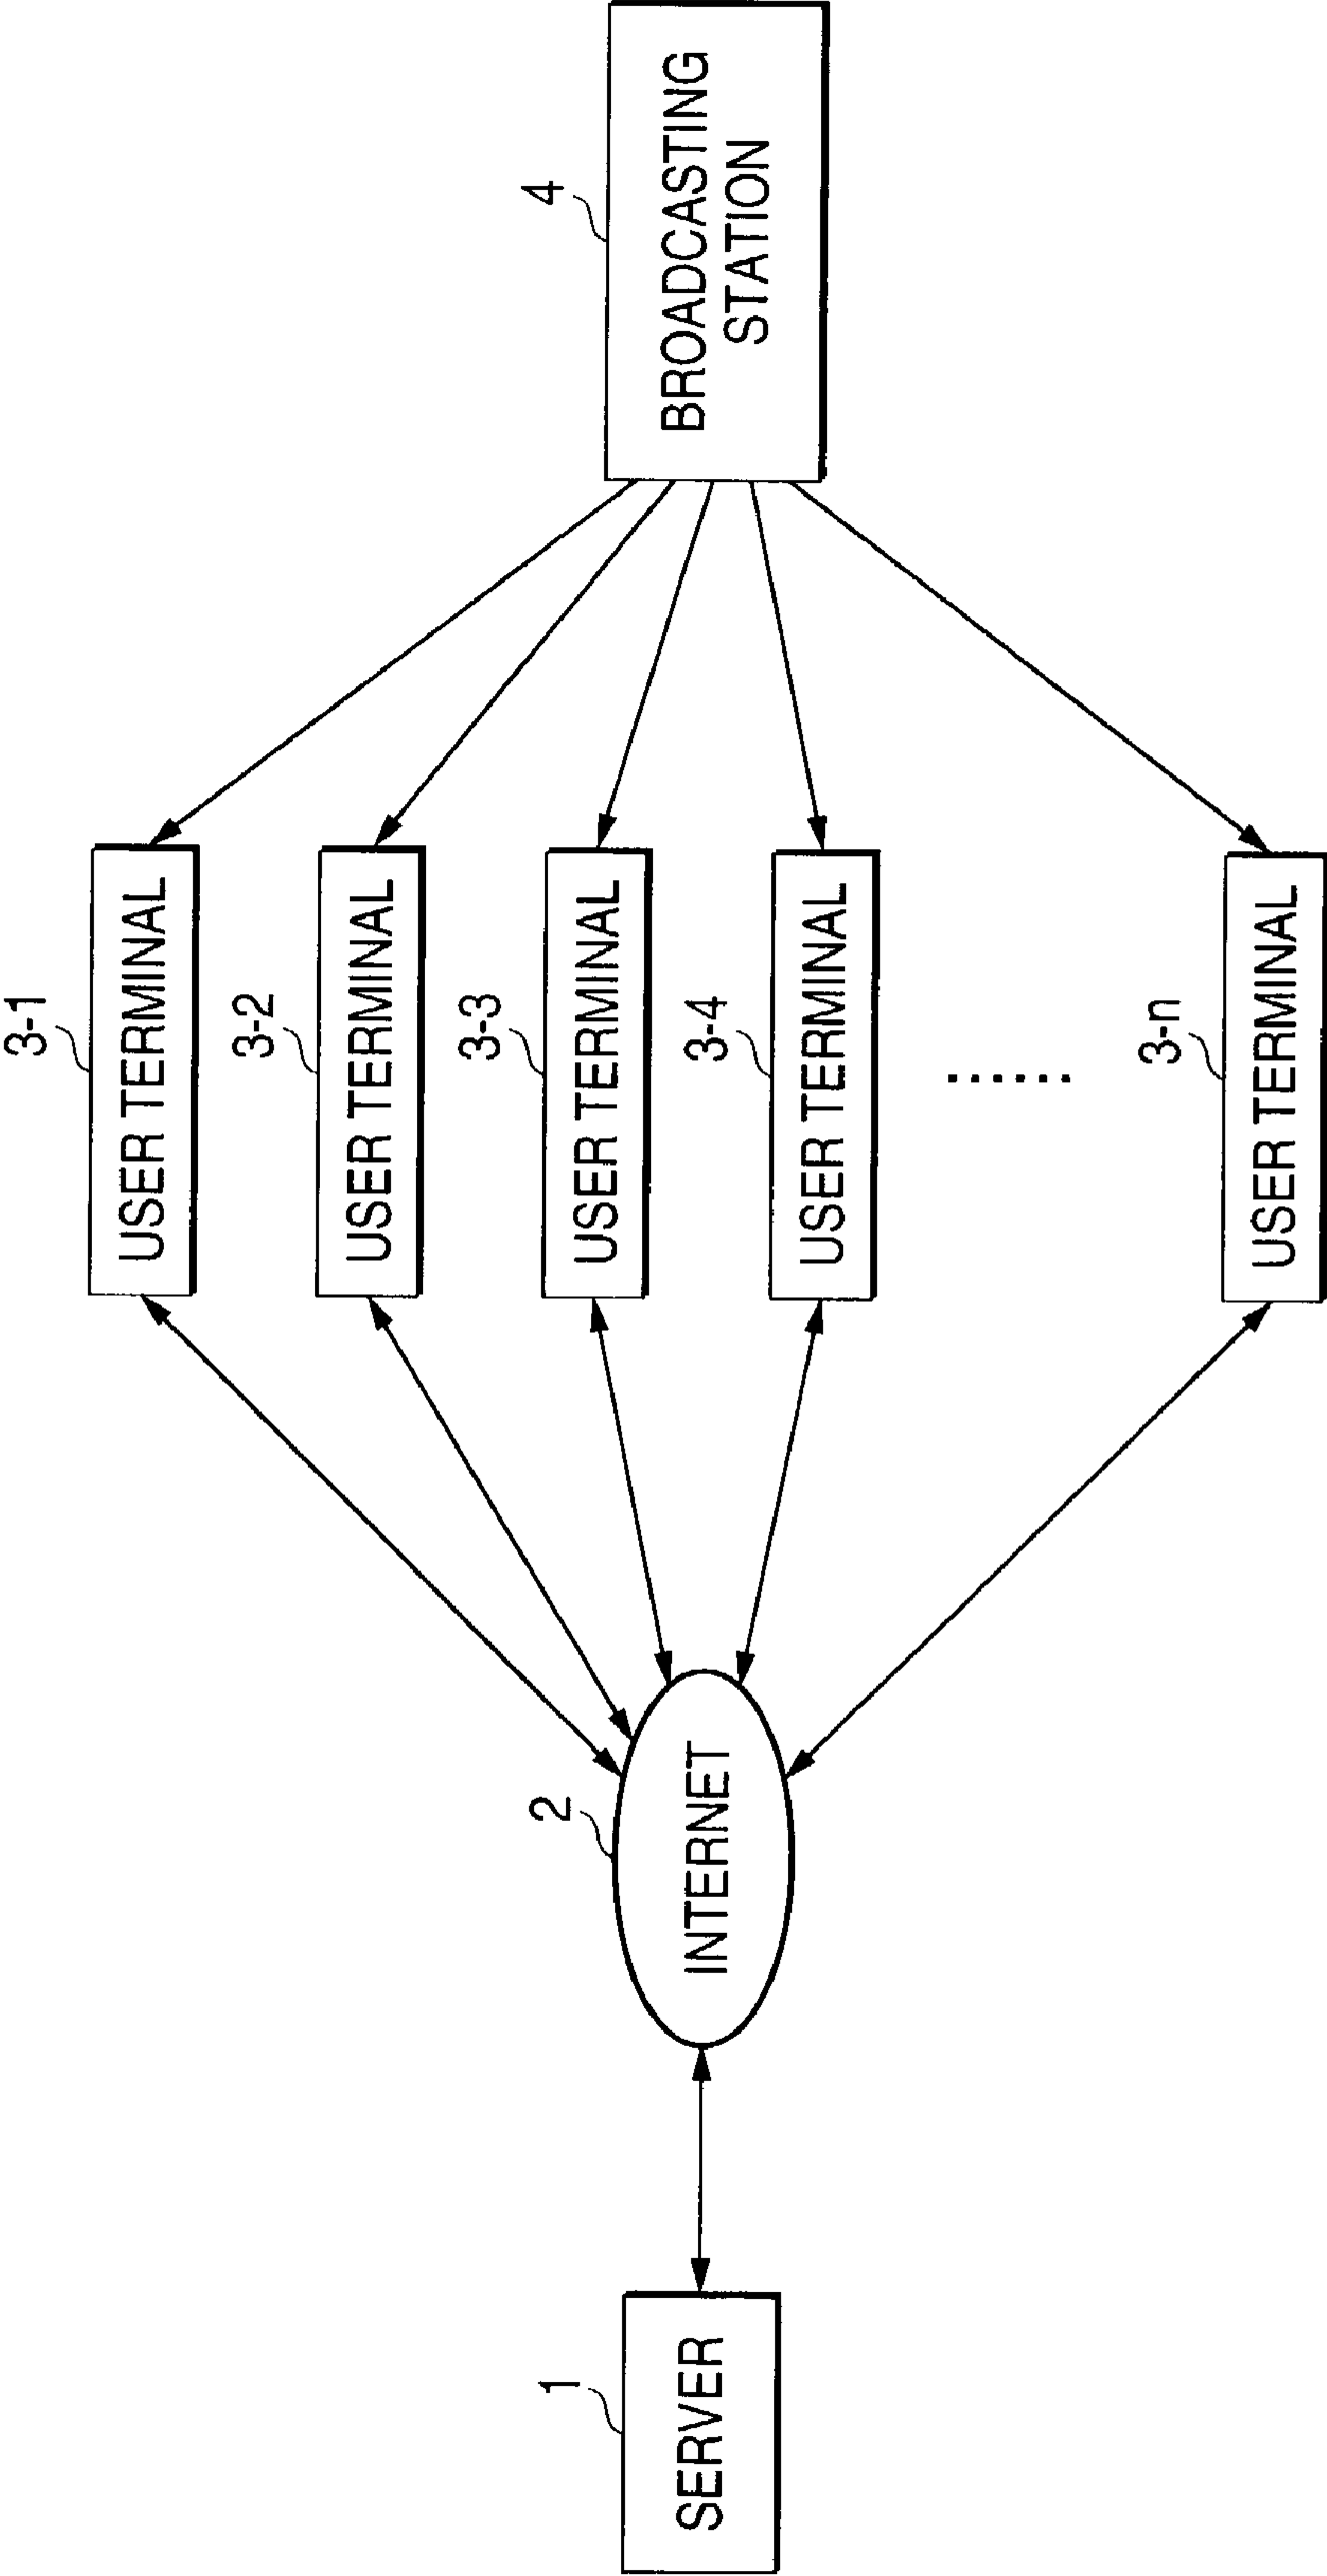 3-1
USER TERMINAL
3-2
USER TERMINAL
4
3-3
1
2
USER TERMINAL
BROADCASTING
STATION
SERVER
INTERNET
3-4
USER TERMINAL
......
3-n
USER TERMINAL